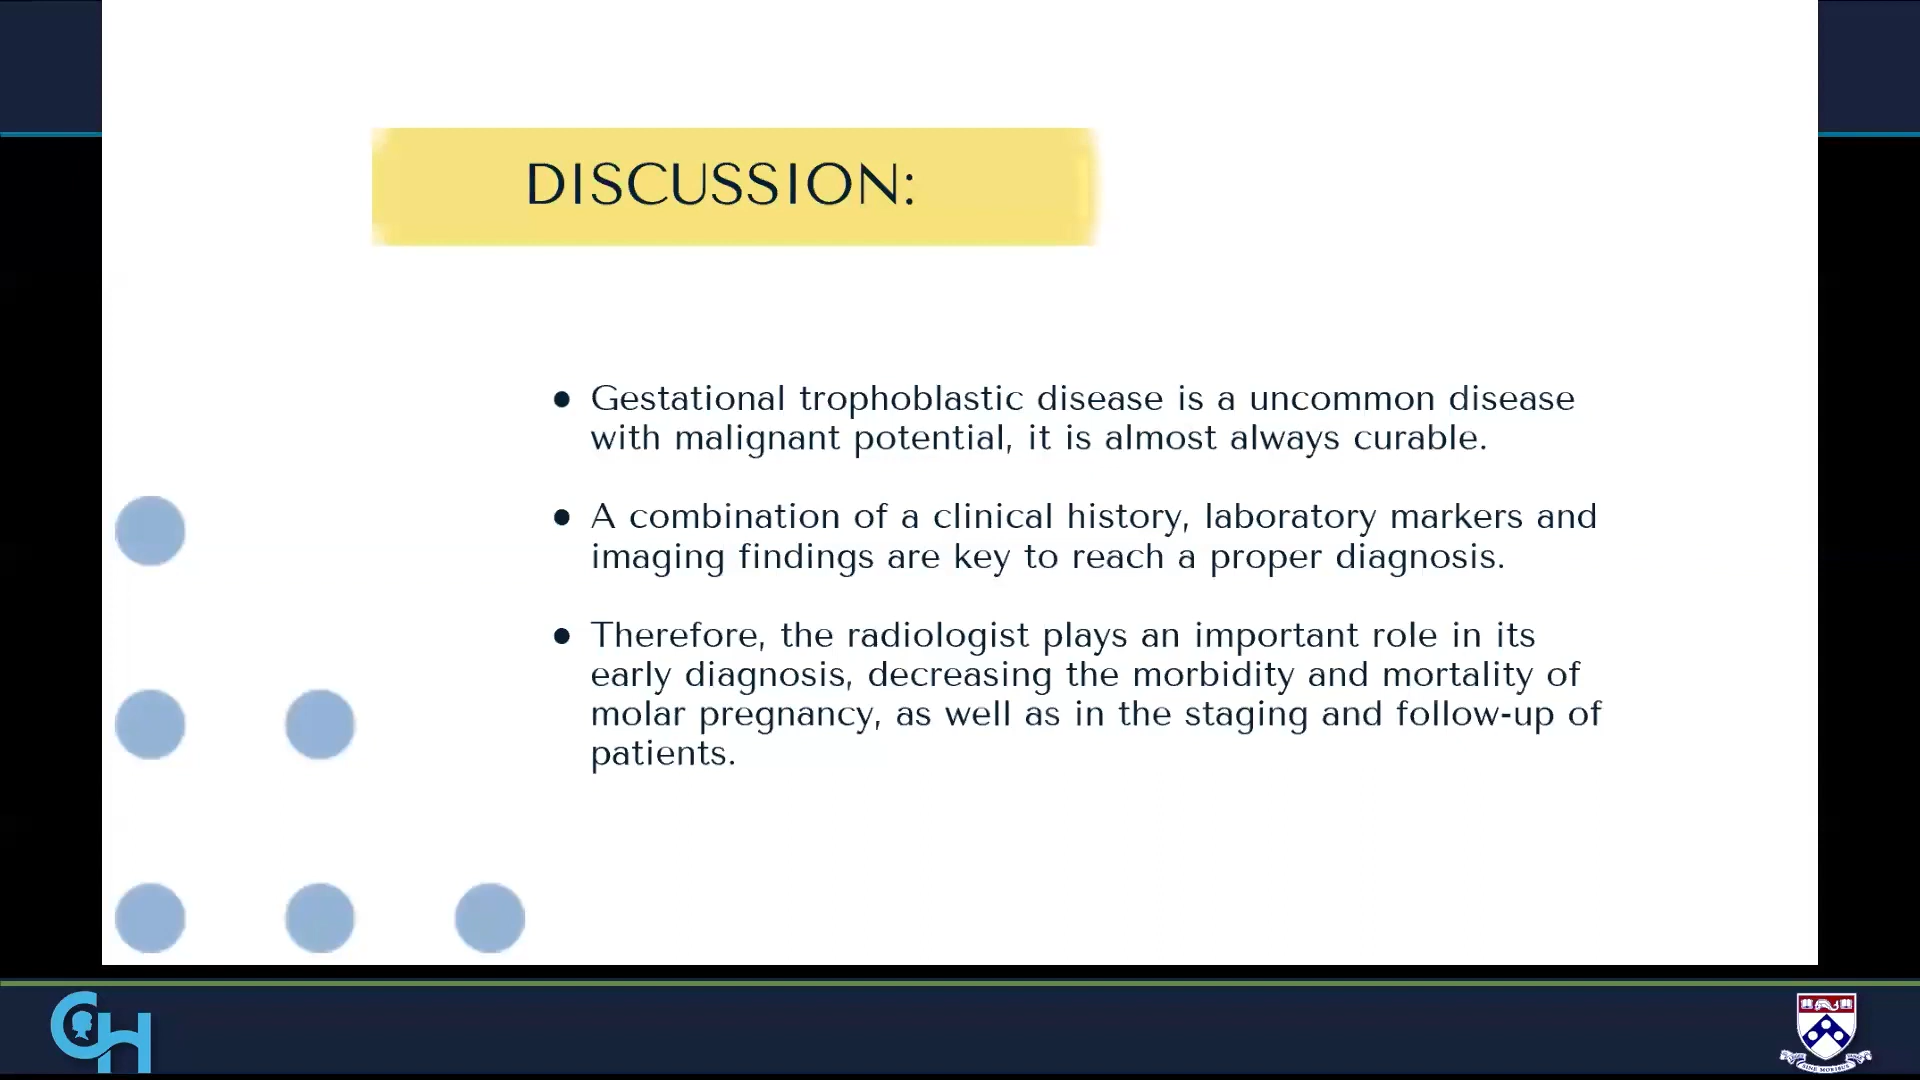 DISCUSSION:
● Gestational trophoblastic disease is a uncommon disease
with malignant potential, it is almost always curable.
● A combination of a clinical history, laboratory markers and
imaging findings are key to reach a proper diagnosis.
● Therefore, the radiologist plays an important role in its
early diagnosis, decreasing the morbidity and mortality of
molar pregnancy, as well as in the staging and follow-up of
patients.
CH